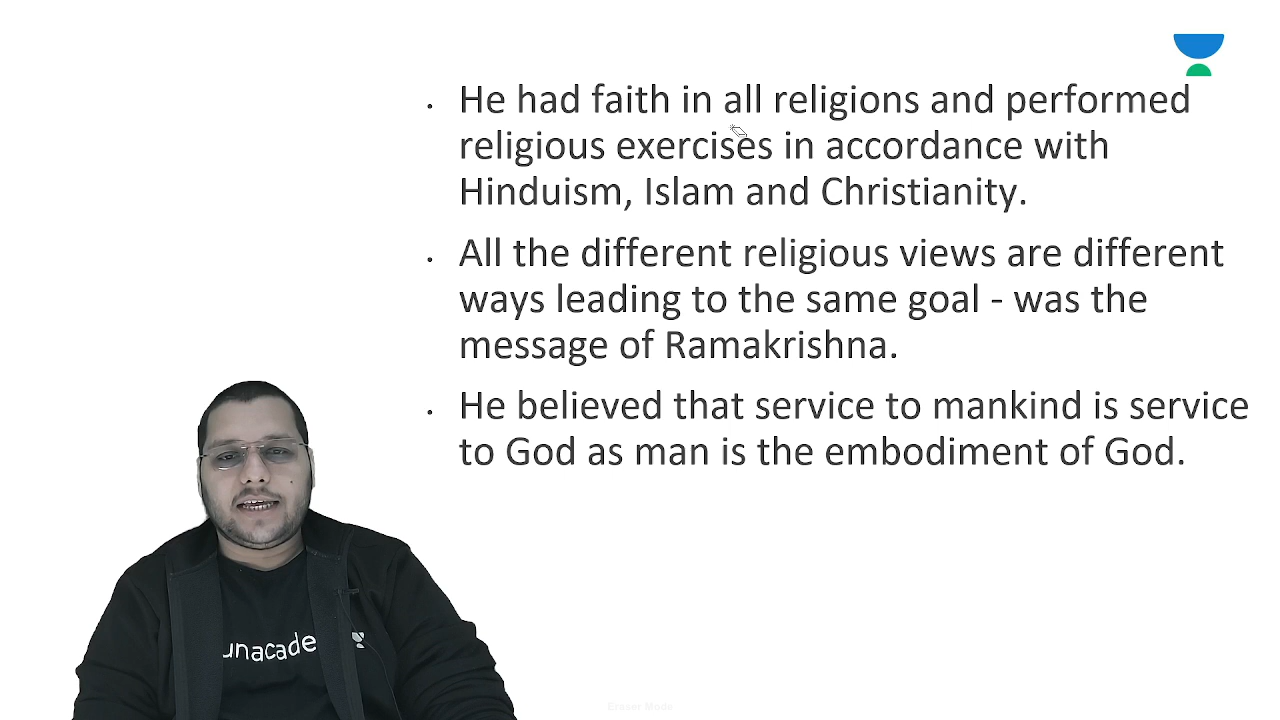 He had faith in all religions and performed
religious exercises in accordance with
Hinduism, Islam and Christianity.
All the different religious views are different
ways leading to the same goal - was the
message of Ramakrishna.
He believed that service to mankind is service
to God as man is the embodiment of God.
unacade
Eraser Mode